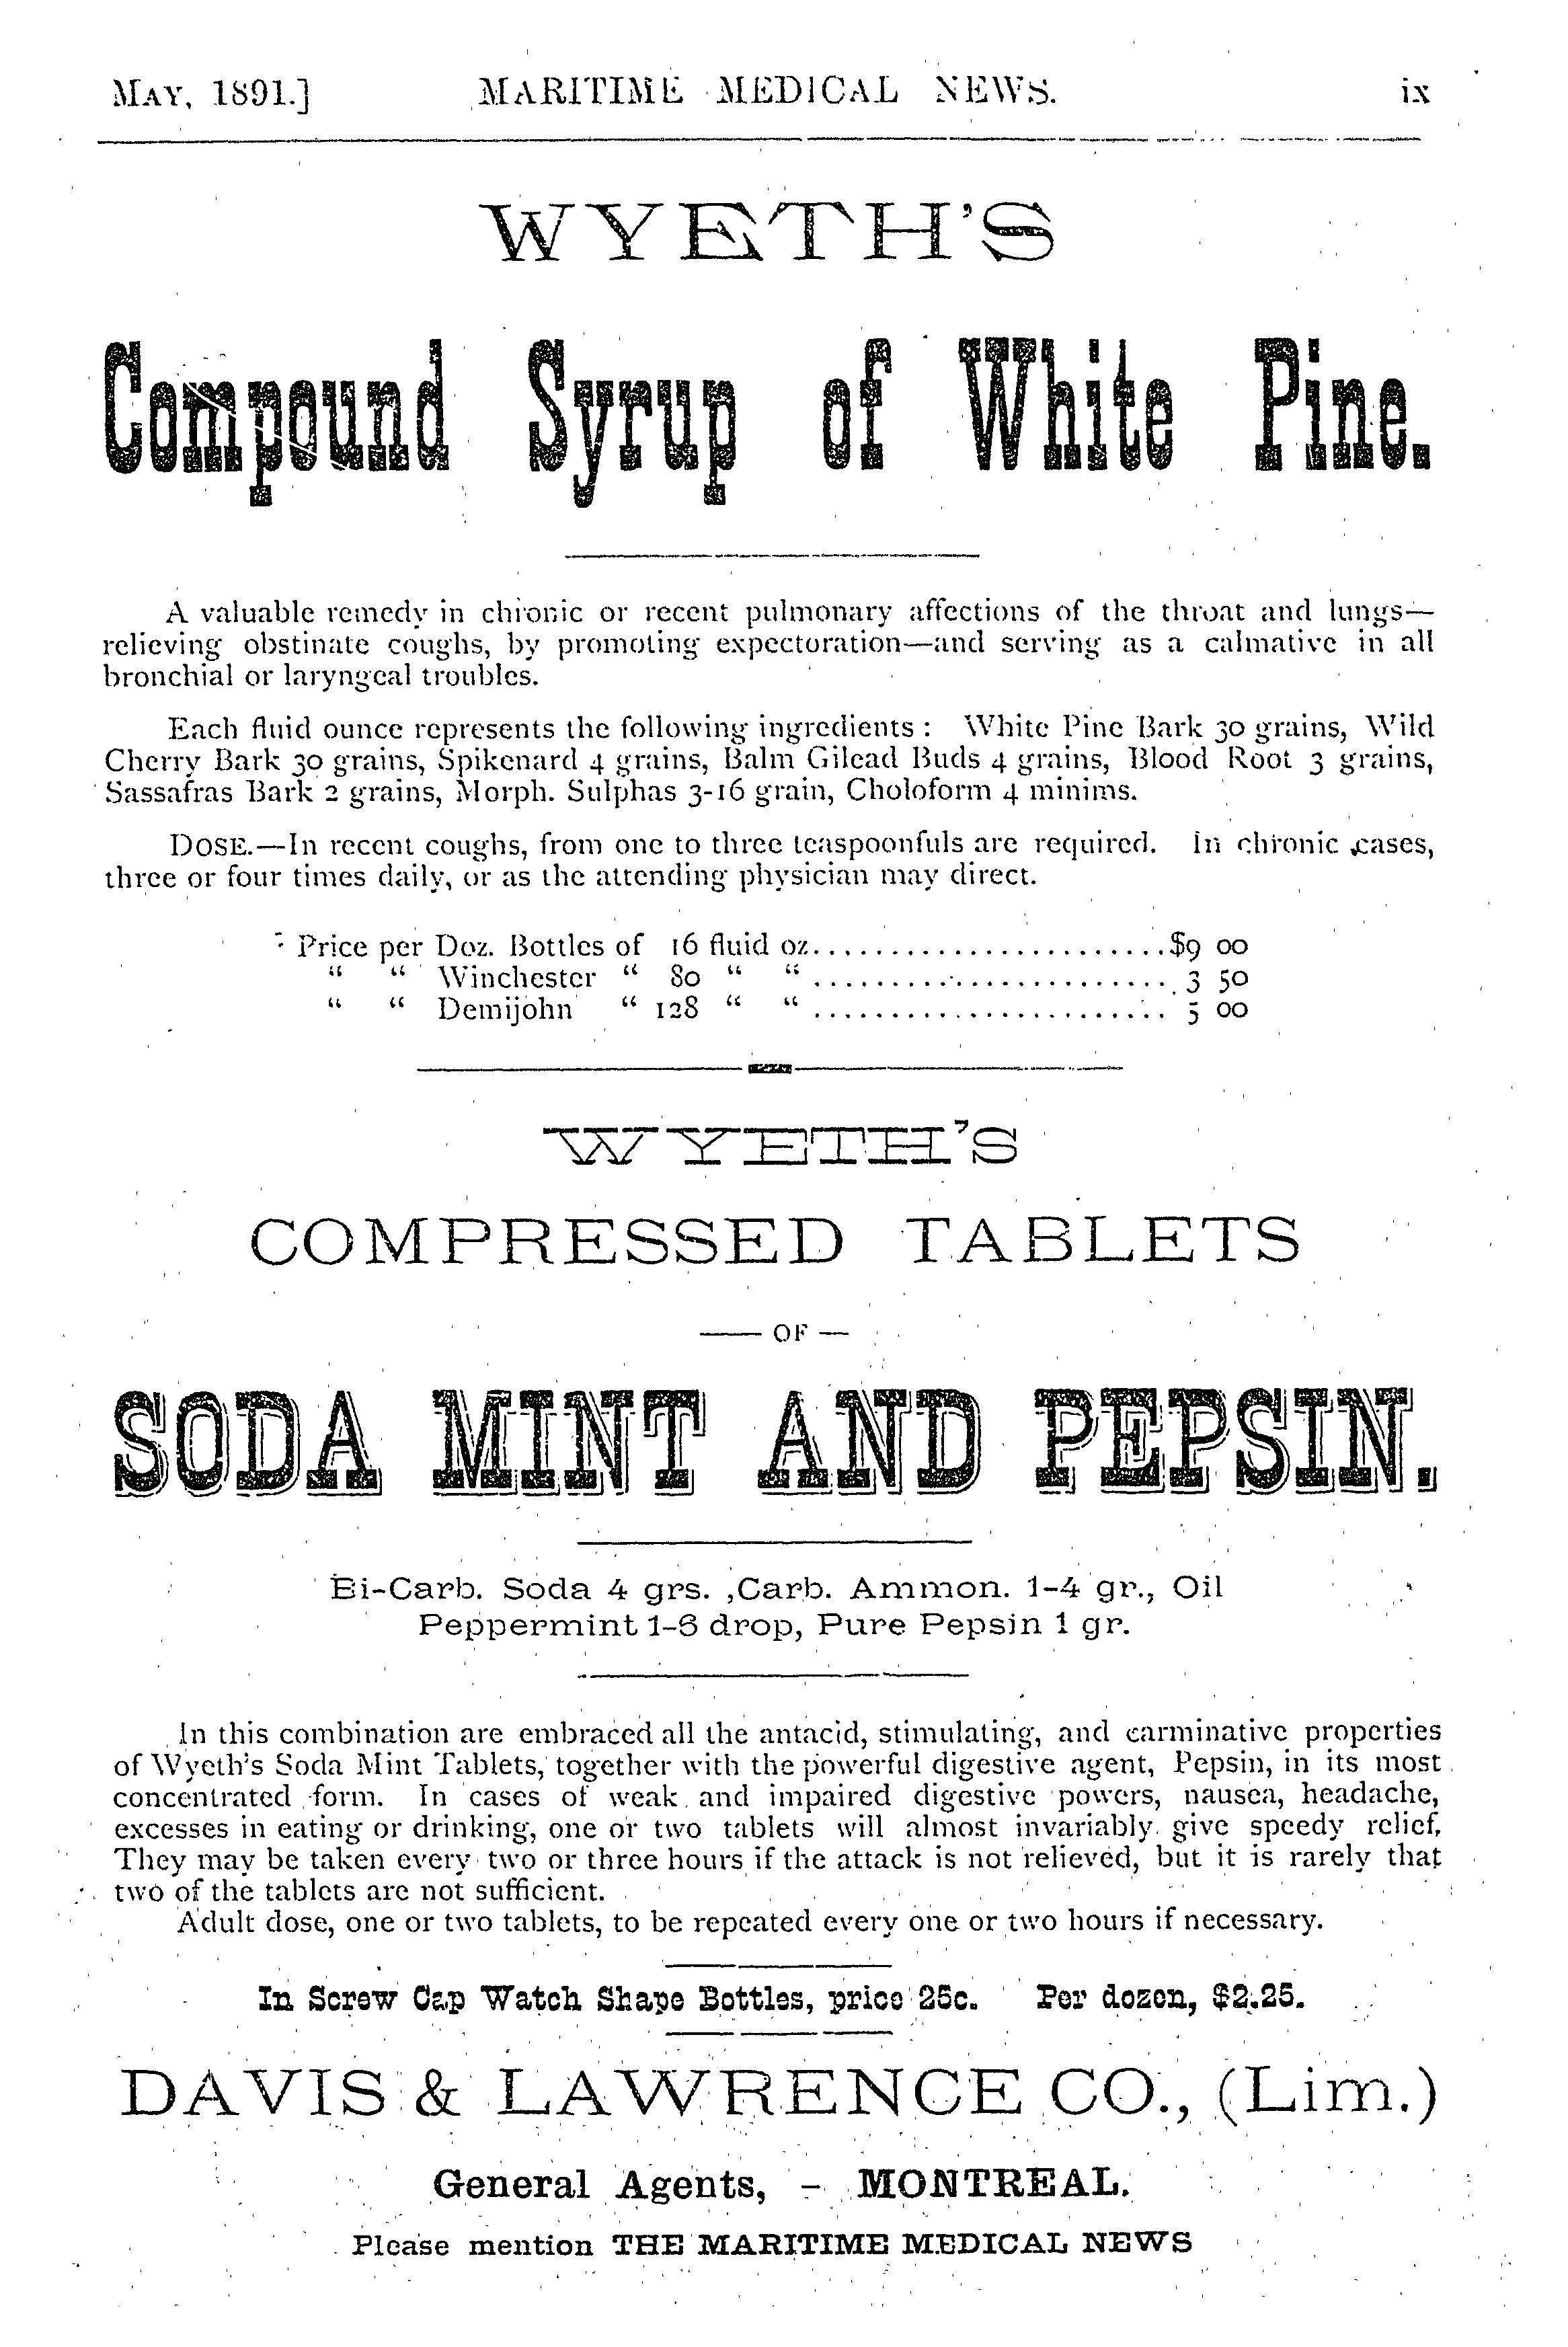 MAY, 1891.] MARITIME MEDICAL NEWS. ix
WYETH'S
Compound Syrup of White Pine.
A valuable remedy in chronic or recent pulmonary affections of the throat and lungs—
relieving obstinate coughs, by promoting expectoration—and serving as a calmative in all
bronchial or laryngeal troubles.
Each fluid ounce represents the following ingredients : White Pine Bark 30 grains, Wild
Cherry Bark 30 grains, Spikenard 4 grains, Balm Gilead Buds 4 grains, Blood Root 3 grains,
Sassafras Bark 2 grains, Morph. Sulphas 3-16 grain, Choloform 4 minims.
DOSE.—In recent coughs, from one to three teaspoonfuls are required. In chronic cases,
three or four times daily, or as the attending physician may direct.
Price per Doz. Bottles of 16 fluid oz............................$9 00
“ “ Winchester “ 80 “ “ ............................ 3 50
“ “ Demijohn “ 128 “ “ ............................ 5 00
WYETH'S
COMPRESSED TABLETS
— OF —
SODA MINT AND PEPSIN.
Bi-Carb. Soda 4 grs. ,Carb. Ammon. 1-4 gr., Oil
Peppermint 1-6 drop, Pure Pepsin 1 gr.
In this combination are embraced all the antacid, stimulating, and carminative properties
of Wyeth's Soda Mint Tablets, together with the powerful digestive agent, Pepsin, in its most
concentrated form. In cases of weak and impaired digestive powers, nausea, headache,
excesses in eating or drinking, one or two tablets will almost invariably give speedy relief,
They may be taken every two or three hours if the attack is not relieved, but it is rarely that
two of the tablets are not sufficient.
Adult dose, one or two tablets, to be repeated every one or two hours if necessary.
In Screw Cap Watch Shape Bottles, price 25c. Per dozen, $2.25.
DAVIS & LAWRENCE CO., (Lim.)
General Agents, - MONTREAL.
Please mention THE MARITIME MEDICAL NEWS